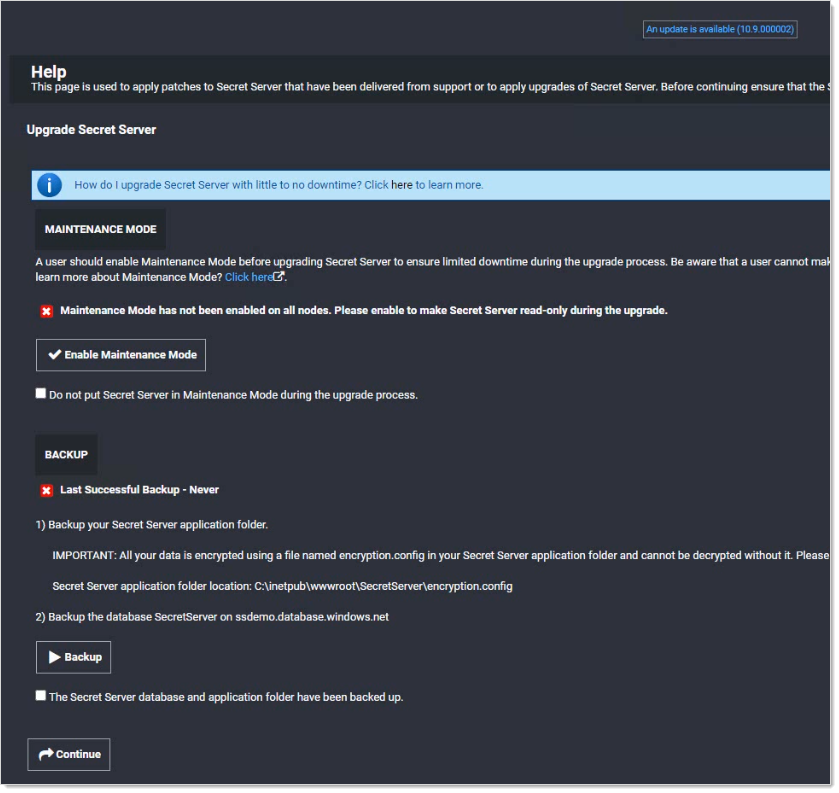 An update is available (10.9.000002)
Help
This page is used to apply patches to Secret Server that have been delivered from support or to apply upgrades of Secret Server. Before continuing ensure that the
Upgrade Secret Server
How do I upgrade Secret Server with little to no downtime? Click here to learn more.
MAINTENANCE MODE
A user should enable Maintenance Mode before upgrading Secret Server to ensure limited downtime during the upgrade process. Be aware that a user cannot mak
learn more about Maintenance Mode? Click here.
Maintenance Mode has not been enabled on all nodes. Please enable to make Secret Server read-only during the upgrade.
Enable Maintenance Mode
Do not put Secret Server in Maintenance Mode during the upgrade process.
BACKUP
Last Successful Backup - Never
1) Backup your Secret Server application folder.
IMPORTANT: All your data is encrypted using a file named encryption.config in your Secret Server application folder and cannot be decrypted without it. Please
Secret Server application folder location: C:\inetpub\wwwroot\SecretServer\encryption.config
2) Backup the database SecretServer on ssdemo.database.windows.net
Backup
The Secret Server database and application folder have been backed up.
Continue